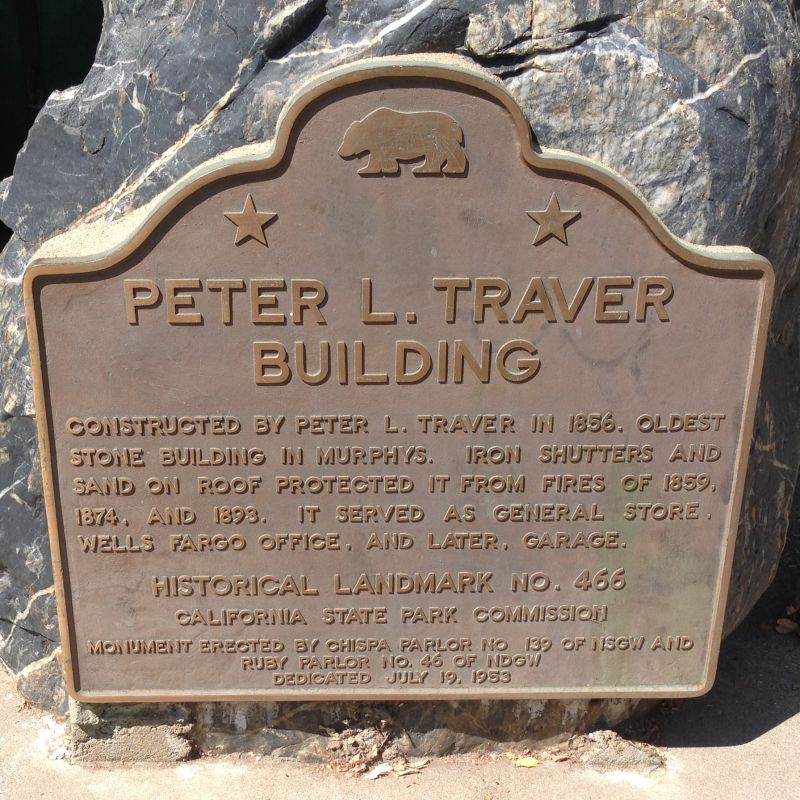 PETER L. TRAVER
BUILDING
CONSTRUCTED BY PETER L. TRAVER IN 1856. OLDEST
STONE BUILDING IN MURPHYS. IRON SHUTTERS AND
SAND ON ROOF PROTECTED IT FROM FIRES OF 1859,
1874, AND 1893. IT SERVED AS GENERAL STORE,
WELLS FARGO OFFICE, AND LATER, GARAGE.
HISTORICAL LANDMARK NO. 466
CALIFORNIA STATE PARK COMMISSION
MONUMENT ERECTED BY CHISPA PARLOR NO 139 OF NSGW AND
RUBY PARLOR NO. 46 OF NDGW
DEDICATED JULY 19, 1953